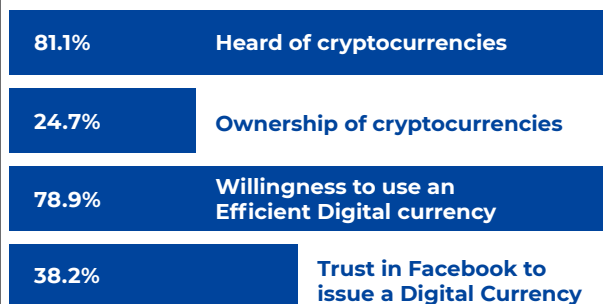 81.1% Heard of cryptocurrencies
24.7% Ownership of cryptocurrencies
78.9% Willingness to use an
Efficient Digital currency
38.2% Trust in Facebook to
issue a Digital Currency